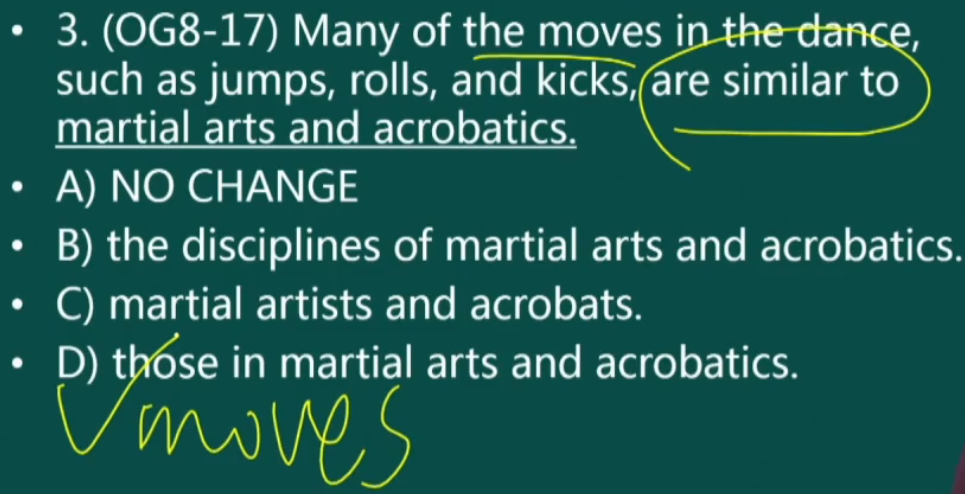 • 3. (OG8-17) Many of the moves in the dance,
such as jumps, rolls, and kicks, are similar to
martial arts and acrobatics.
• A) NO CHANGE
• B) the disciplines of martial arts and acrobatics.
• C) martial artists and acrobats.
• D) those in martial arts and acrobatics.
moves